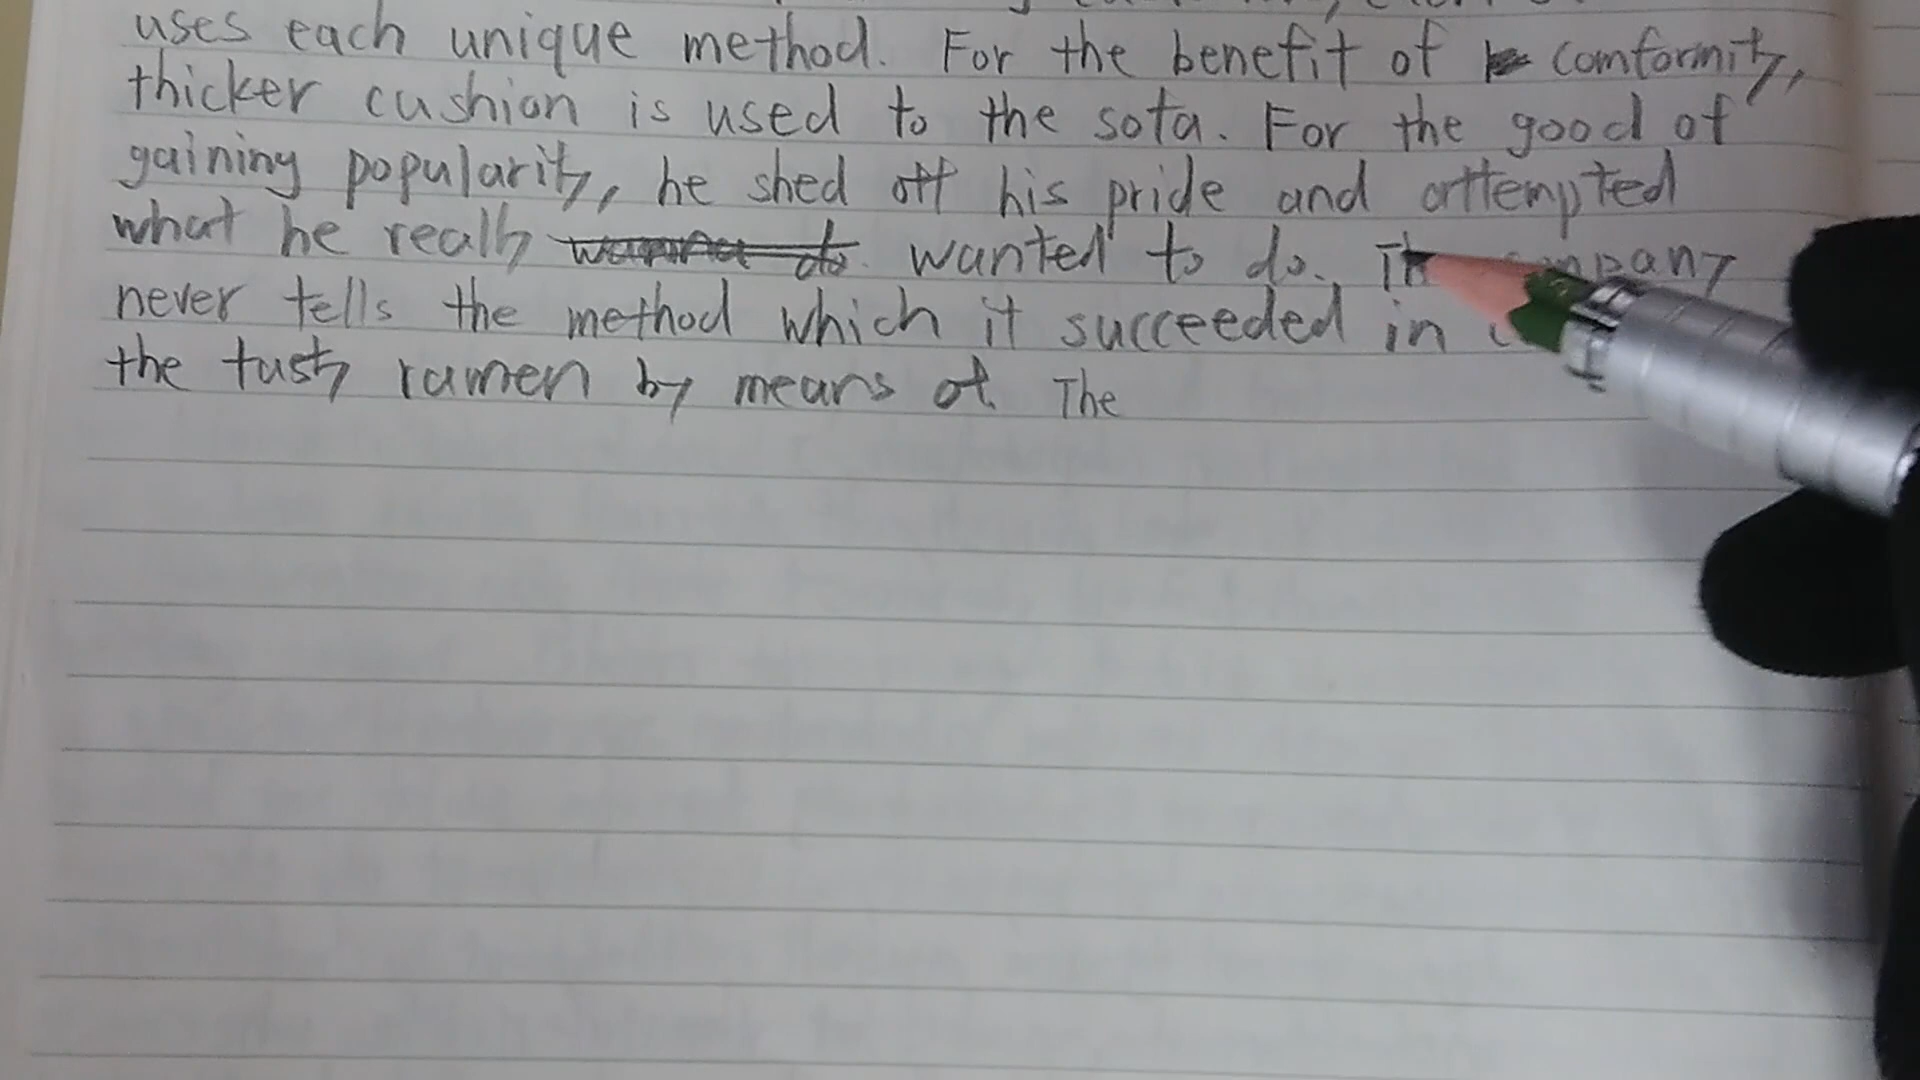 uses each unique method. For the benefit of comformity,
thicker cushion is used to the sofa. For the good of
gaining popularity, he shed off his pride and attempted
what he really wanna do wanted to do.
never tells the method which it succeeded in
the tasty ramen by means of. The